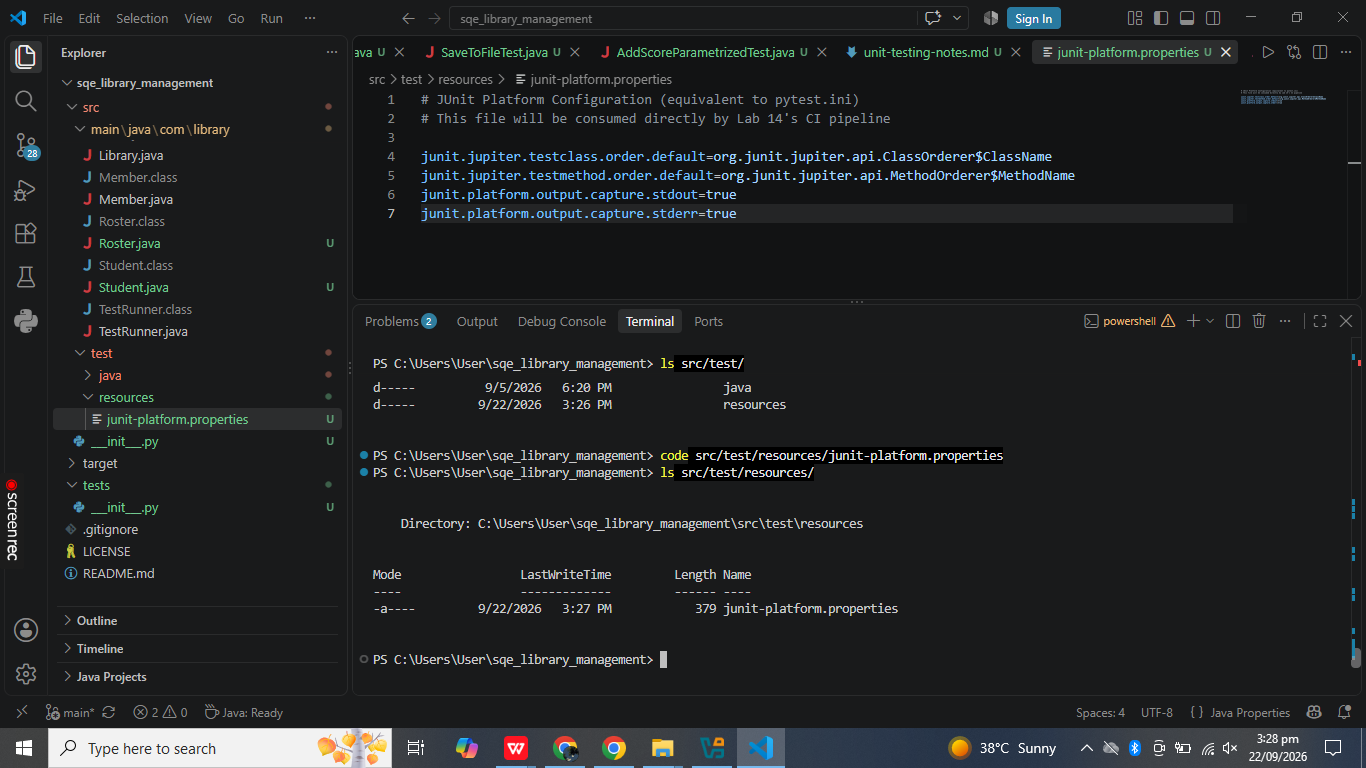 File Edit Selection View Go Run ··· sqe_library_management Sign In
Explorer ···
sqe_library_management
src
main\java\com\library
Library.java
Member.class
Member.java
Roster.class
Roster.java U
Student.class
Student.java U
TestRunner.class
TestRunner.java
test
java
resources
junit-platform.properties U
__init__.py U
target
tests
__init__.py U
.gitignore
LICENSE
README.md
Outline
Timeline
Java Projects
28
screenrec
ava U SaveToFileTest.java U AddScoreParametrizedTest.java U unit-testing-notes.md U junit-platform.properties U
src > test > resources > junit-platform.properties
1 # JUnit Platform Configuration (equivalent to pytest.ini)
2 # This file will be consumed directly by Lab 14's CI pipeline
3
4 junit.jupiter.testclass.order.default=org.junit.jupiter.api.ClassOrderer$ClassName
5 junit.jupiter.testmethod.order.default=org.junit.jupiter.api.MethodOrderer$MethodName
6 junit.platform.output.capture.stdout=true
7 junit.platform.output.capture.stderr=true
Problems 2 Output Debug Console Terminal Ports powershell
PS C:\Users\User\sqe_library_management> ls src/test/
d----- 9/5/2026 6:20 PM java
d----- 9/22/2026 3:26 PM resources
PS C:\Users\User\sqe_library_management> code src/test/resources/junit-platform.properties
PS C:\Users\User\sqe_library_management> ls src/test/resources/
Directory: C:\Users\User\sqe_library_management\src\test\resources
Mode LastWriteTime Length Name
---- ------------- ------ ----
-a---- 9/22/2026 3:27 PM 379 junit-platform.properties
PS C:\Users\User\sqe_library_management>
main* 2 0 Java: Ready Spaces: 4 UTF-8 { } Java Properties
Type here to search 38°C Sunny 3:28 pm
22/09/2026